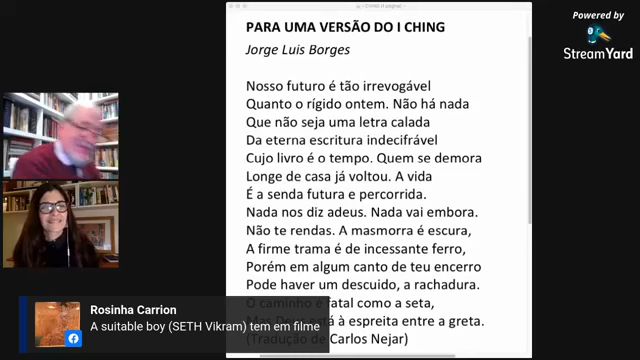 PARA UMA VERSÃO DO I CHING
Jorge Luis Borges
Nosso futuro é tão irrevogável
Quanto o rígido ontem. Não há nada
Que não seja uma letra calada
Da eterna escritura indecifrável
Cujo livro é o tempo. Quem se demora
Longe de casa já voltou. A vida
É a senda futura e percorrida.
Nada nos diz adeus. Nada vai embora.
Não te rendas. A masmorra é escura,
A firme trama é de incessante ferro,
Porém em algum canto de teu encerro
Pode haver um descuido, a rachadura.
O caminho é fatal como a seta,
Mas Deus está à espreita entre a greta.
(Tradução de Carlos Nejar)
Powered by
StreamYard
Rosinha Carrion
A suitable boy (SETH Vikram) tem em filme